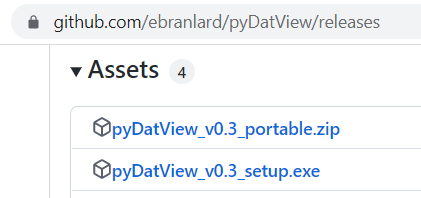 github.com/ebranlard/pyDatView/releases
Assets 4
pyDatView_v0.3_portable.zip
pyDatView_v0.3_setup.exe